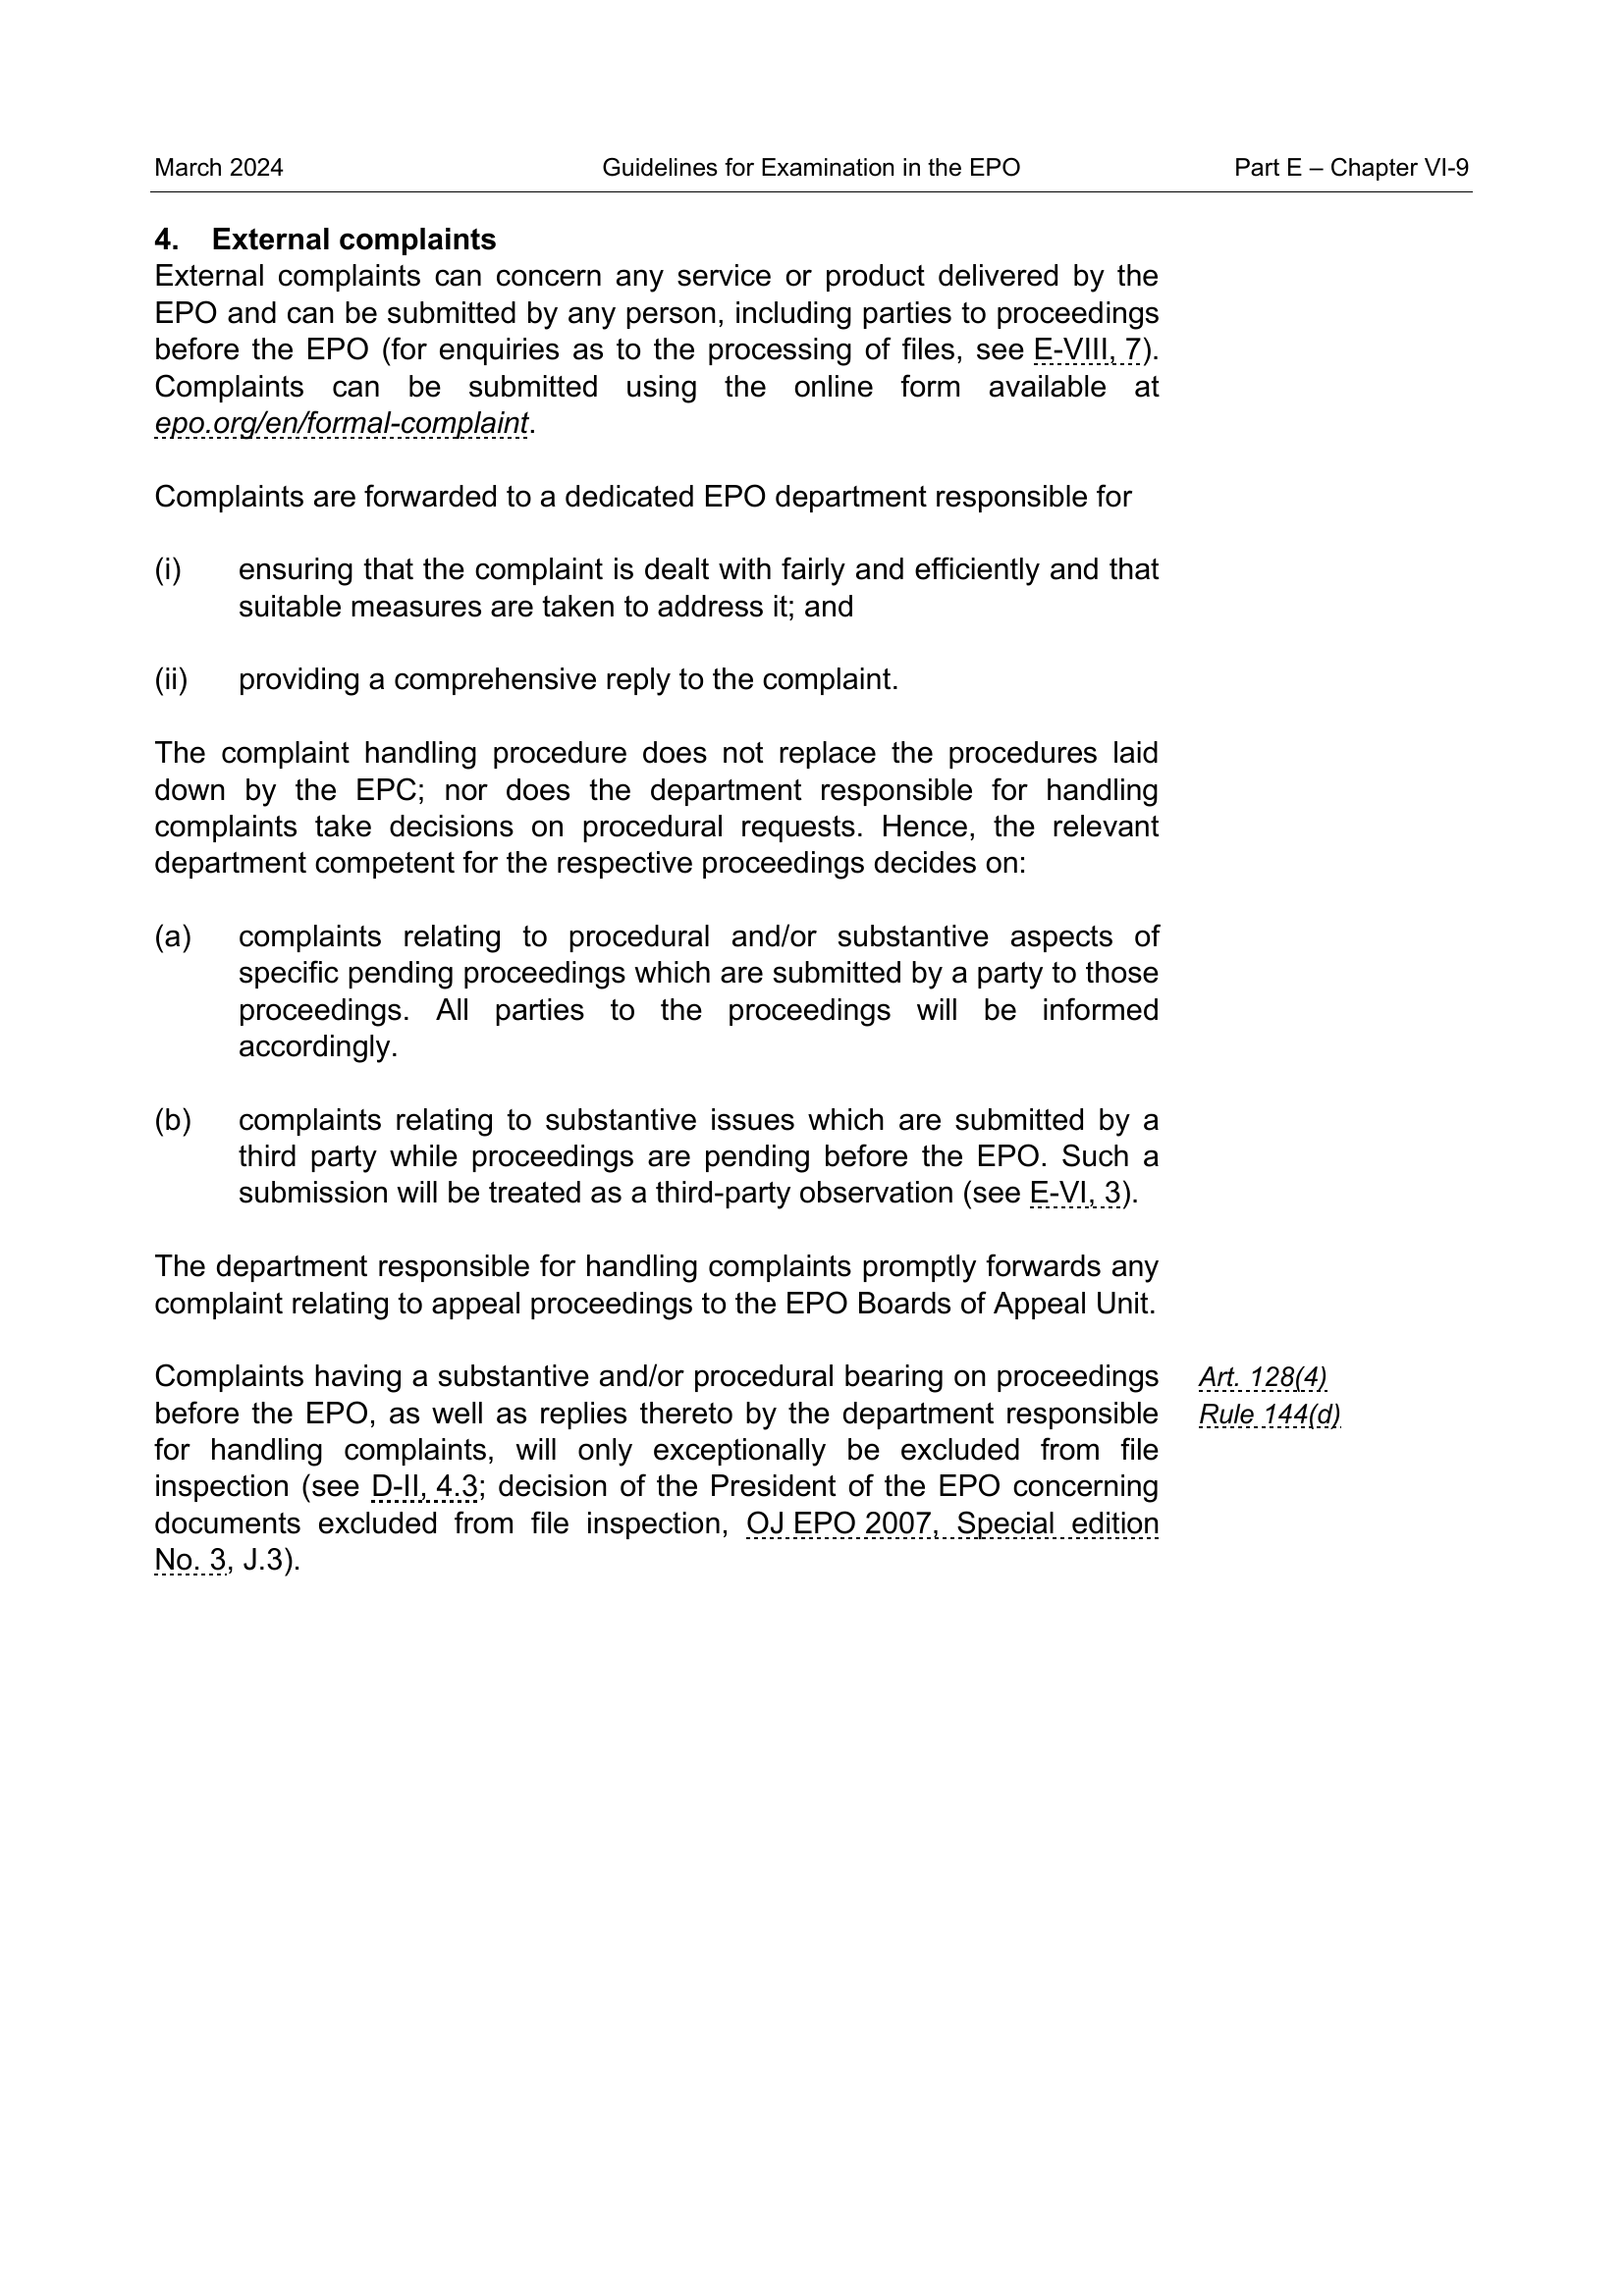 March 2024 Guidelines for Examination in the EPO Part E – Chapter VI-9
4. External complaints
External complaints can concern any service or product delivered by the
EPO and can be submitted by any person, including parties to proceedings
before the EPO (for enquiries as to the processing of files, see E-VIII, 7).
Complaints can be submitted using the online form available at
epo.org/en/formal-complaint.
Complaints are forwarded to a dedicated EPO department responsible for
(i) ensuring that the complaint is dealt with fairly and efficiently and that
suitable measures are taken to address it; and
(ii) providing a comprehensive reply to the complaint.
The complaint handling procedure does not replace the procedures laid
down by the EPC; nor does the department responsible for handling
complaints take decisions on procedural requests. Hence, the relevant
department competent for the respective proceedings decides on:
(a) complaints relating to procedural and/or substantive aspects of
specific pending proceedings which are submitted by a party to those
proceedings. All parties to the proceedings will be informed
accordingly.
(b) complaints relating to substantive issues which are submitted by a
third party while proceedings are pending before the EPO. Such a
submission will be treated as a third-party observation (see E-VI, 3).
The department responsible for handling complaints promptly forwards any
complaint relating to appeal proceedings to the EPO Boards of Appeal Unit.
Complaints having a substantive and/or procedural bearing on proceedings
before the EPO, as well as replies thereto by the department responsible
for handling complaints, will only exceptionally be excluded from file
inspection (see D-II, 4.3; decision of the President of the EPO concerning
documents excluded from file inspection, OJ EPO 2007, Special edition
No. 3, J.3).
Art. 128(4)
Rule 144(d)